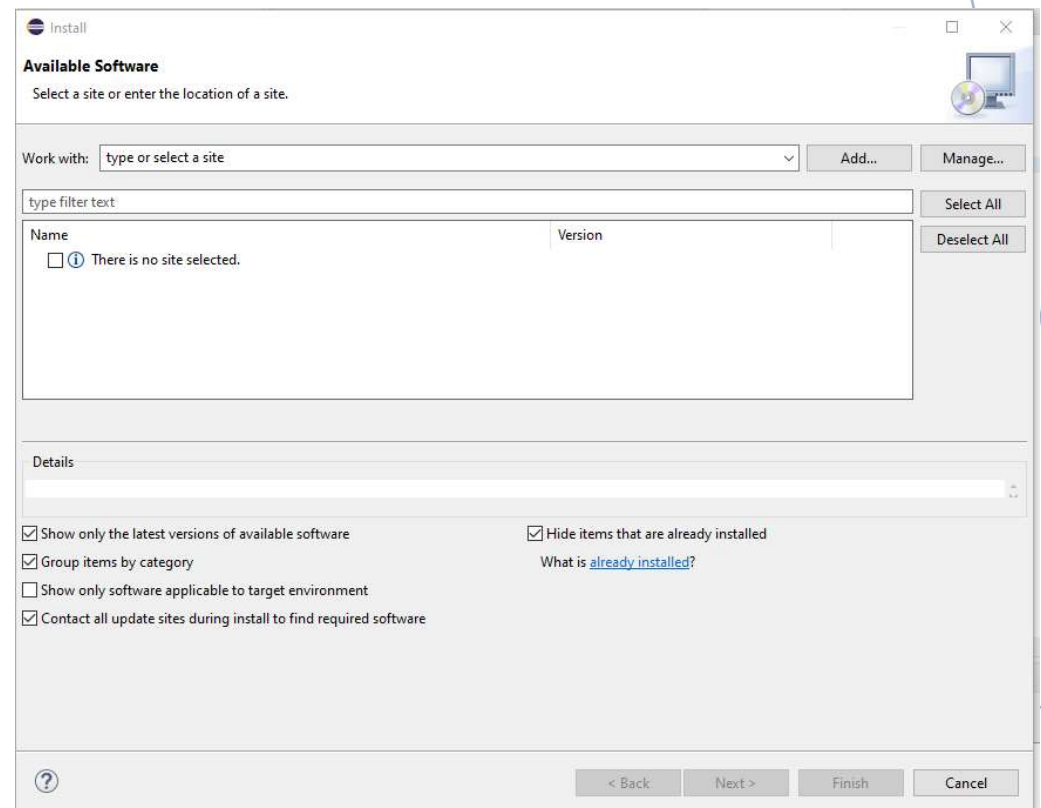 Install
Available Software
Select a site or enter the location of a site.
Work with: type or select a site Add... Manage...
type filter text Select All
Name Version Deselect All
There is no site selected.
Details
Show only the latest versions of available software Hide items that are already installed
Group items by category What is already installed?
Show only software applicable to target environment
Contact all update sites during install to find required software
? < Back Next > Finish Cancel